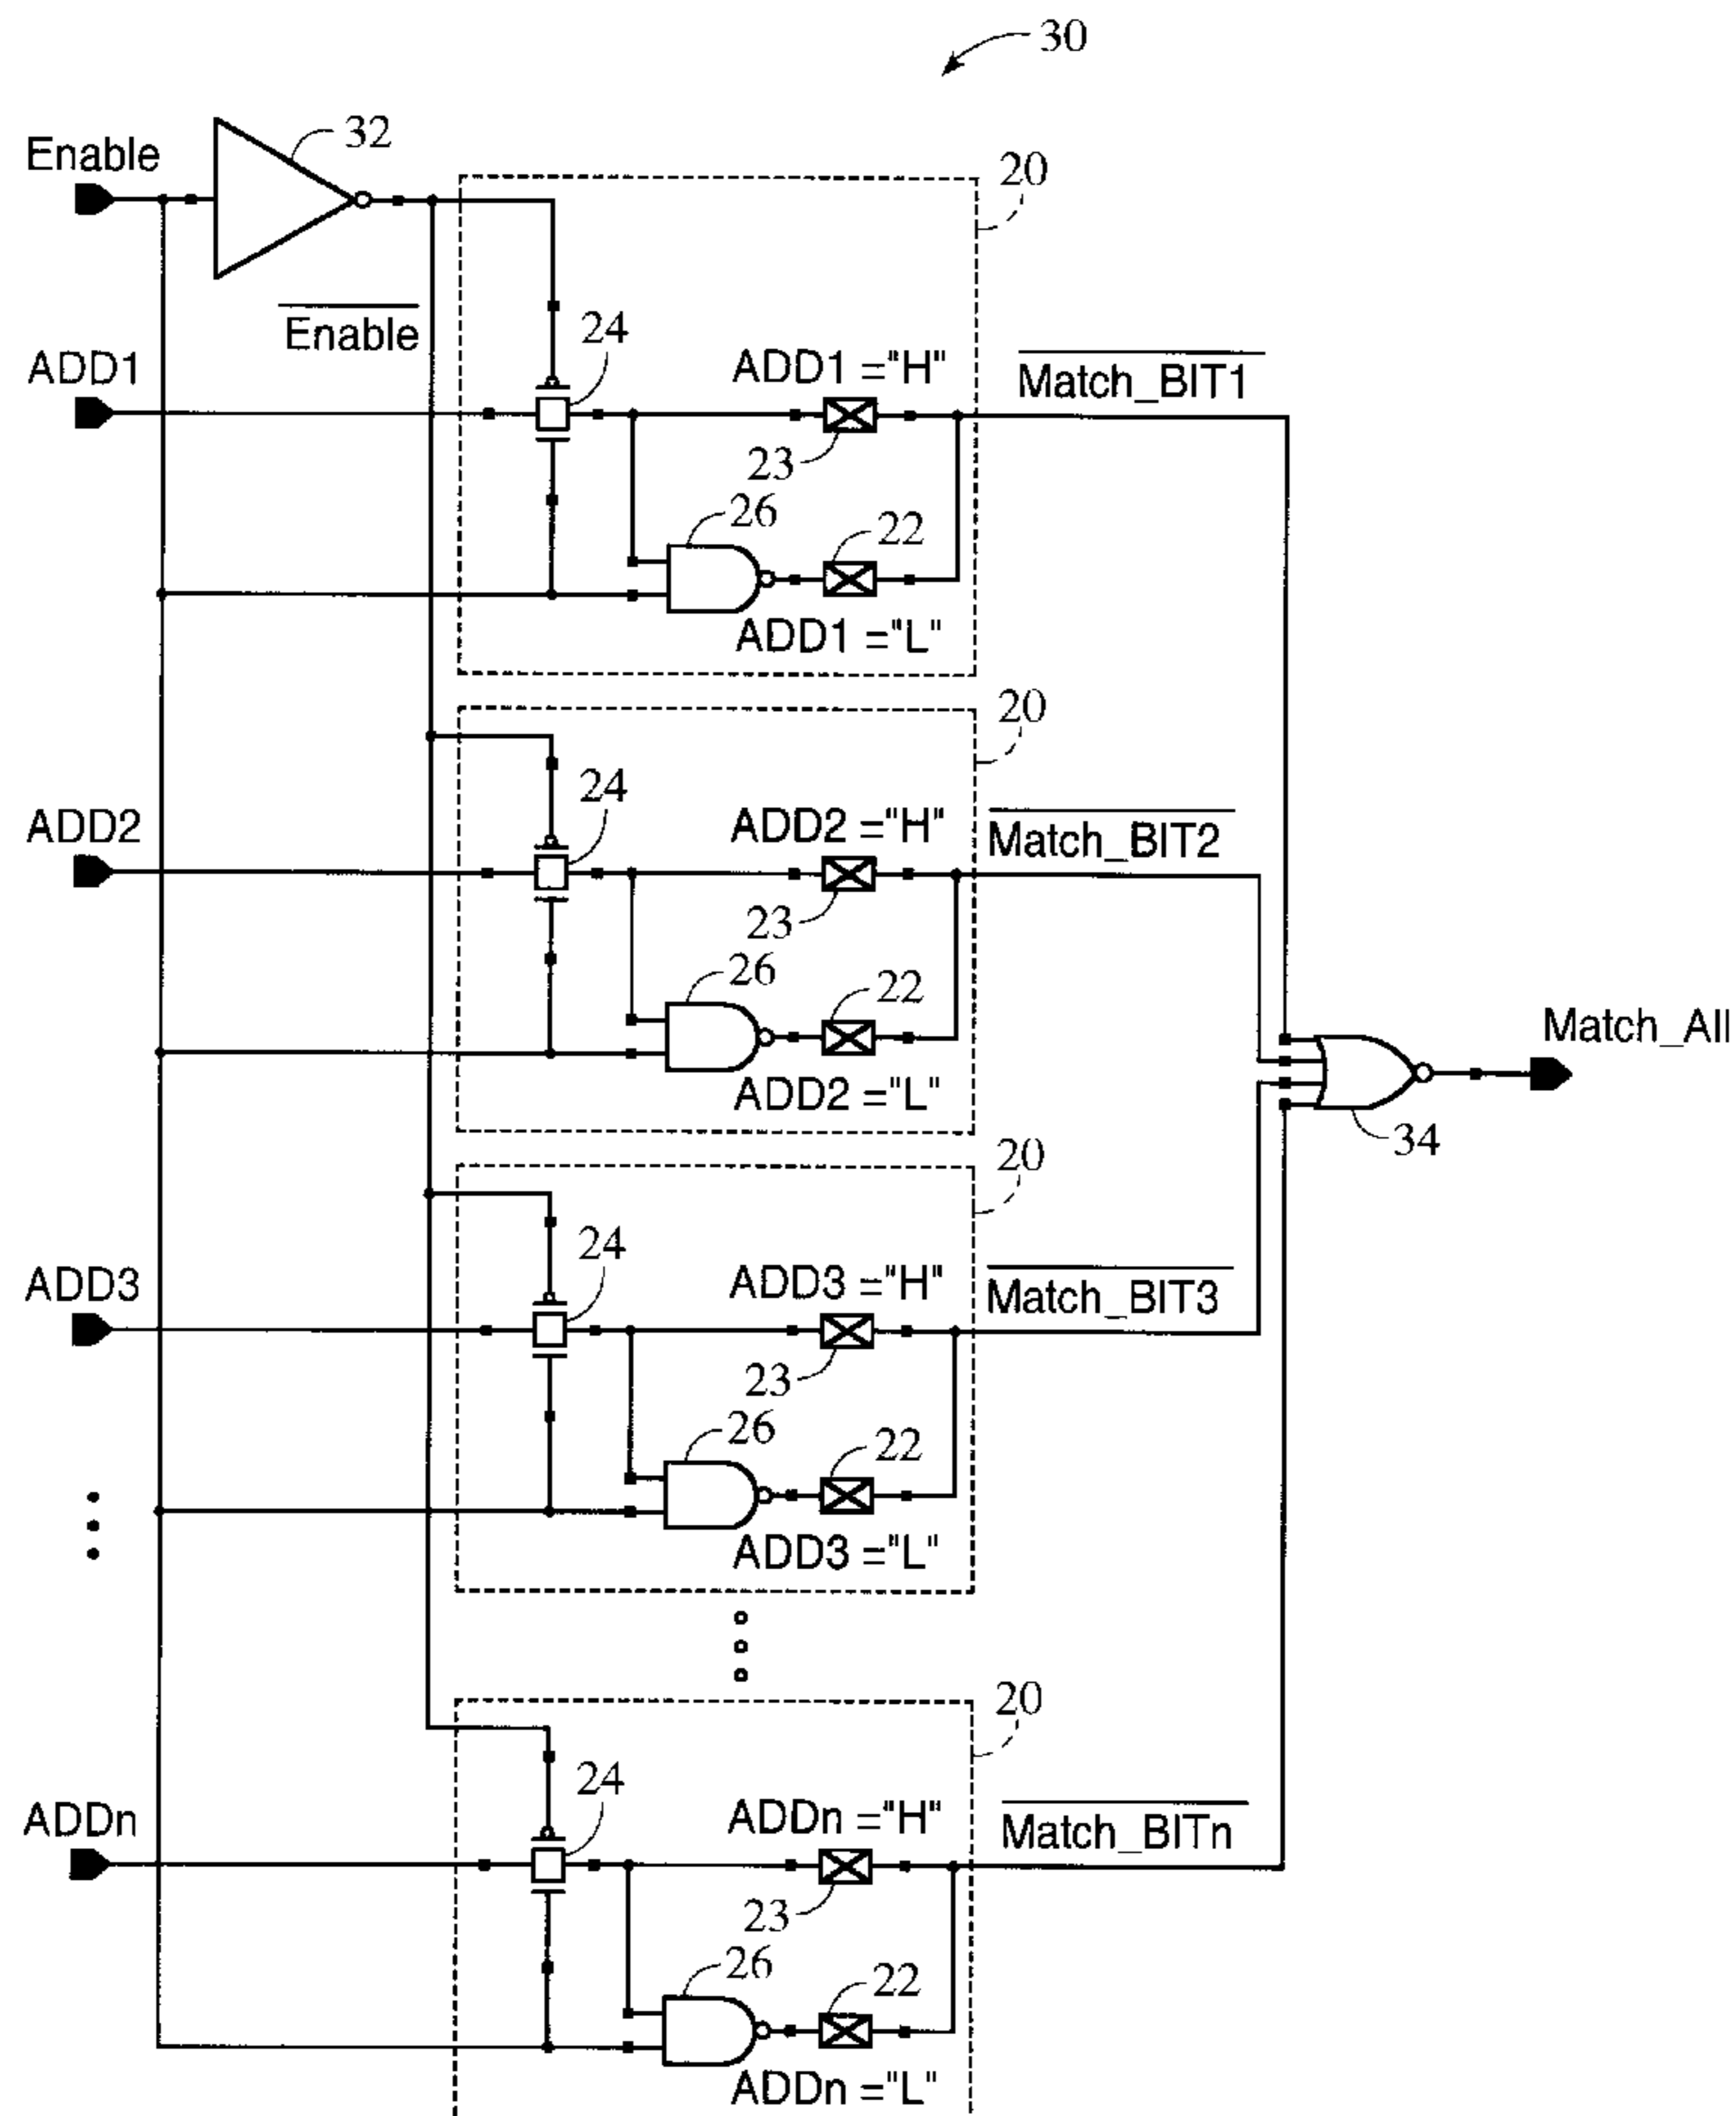 30
Enable
32
20
Enable
24
ADD1
ADD1 ="H"
Match_BIT1
23
26
22
ADD1 ="L"
20
24
ADD2
ADD2 ="H"
Match_BIT2
23
26
22
ADD2 ="L"
Match_All
34
20
24
ADD3
ADD3 ="H"
Match_BIT3
23
26
22
ADD3 ="L"
20
24
ADDn
ADDn ="H"
Match_BITn
23
26
22
ADDn ="L"